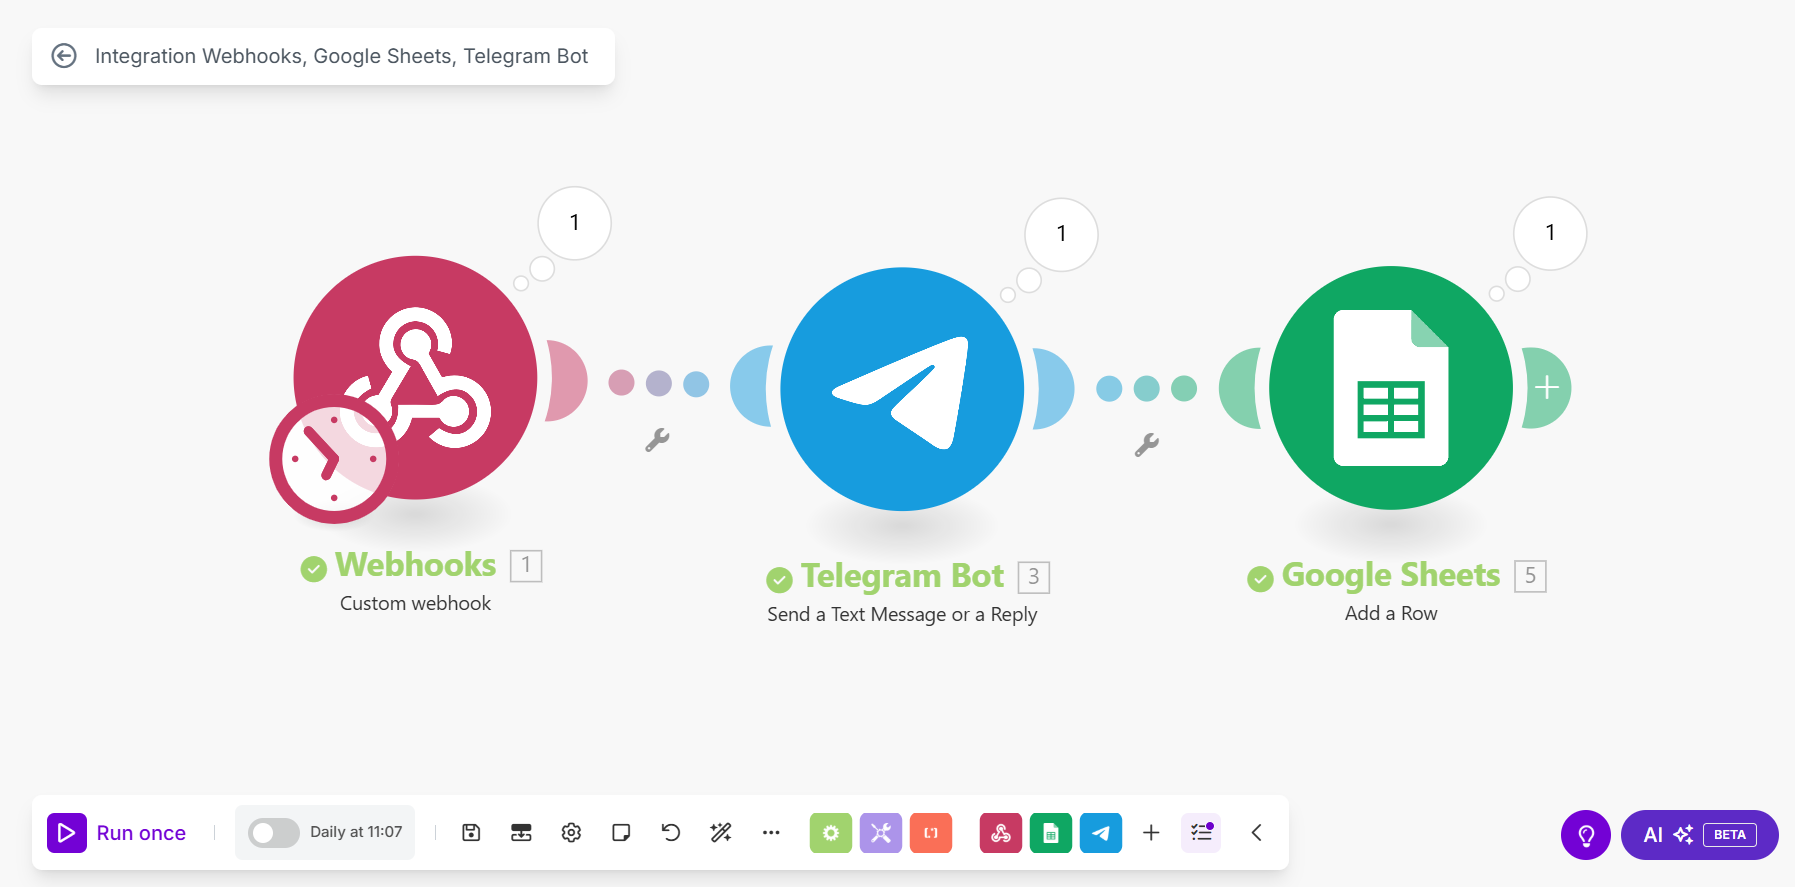 Integration Webhooks, Google Sheets, Telegram Bot
1
1
1
Webhooks 1
Custom webhook
Telegram Bot 3
Send a Text Message or a Reply
Google Sheets 5
Add a Row
Run once
Daily at 11:07
AI BETA